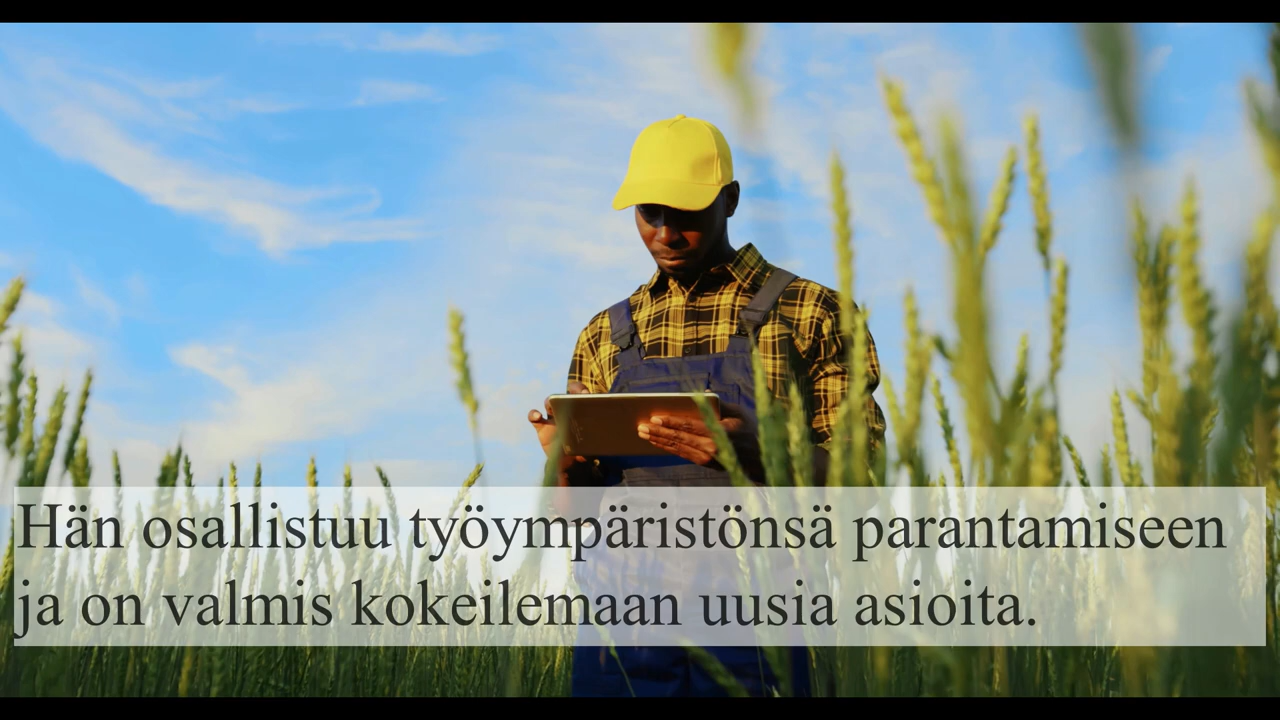 Hän osallistuu työympäristönsä parantamiseen
ja on valmis kokeilemaan uusia asioita.